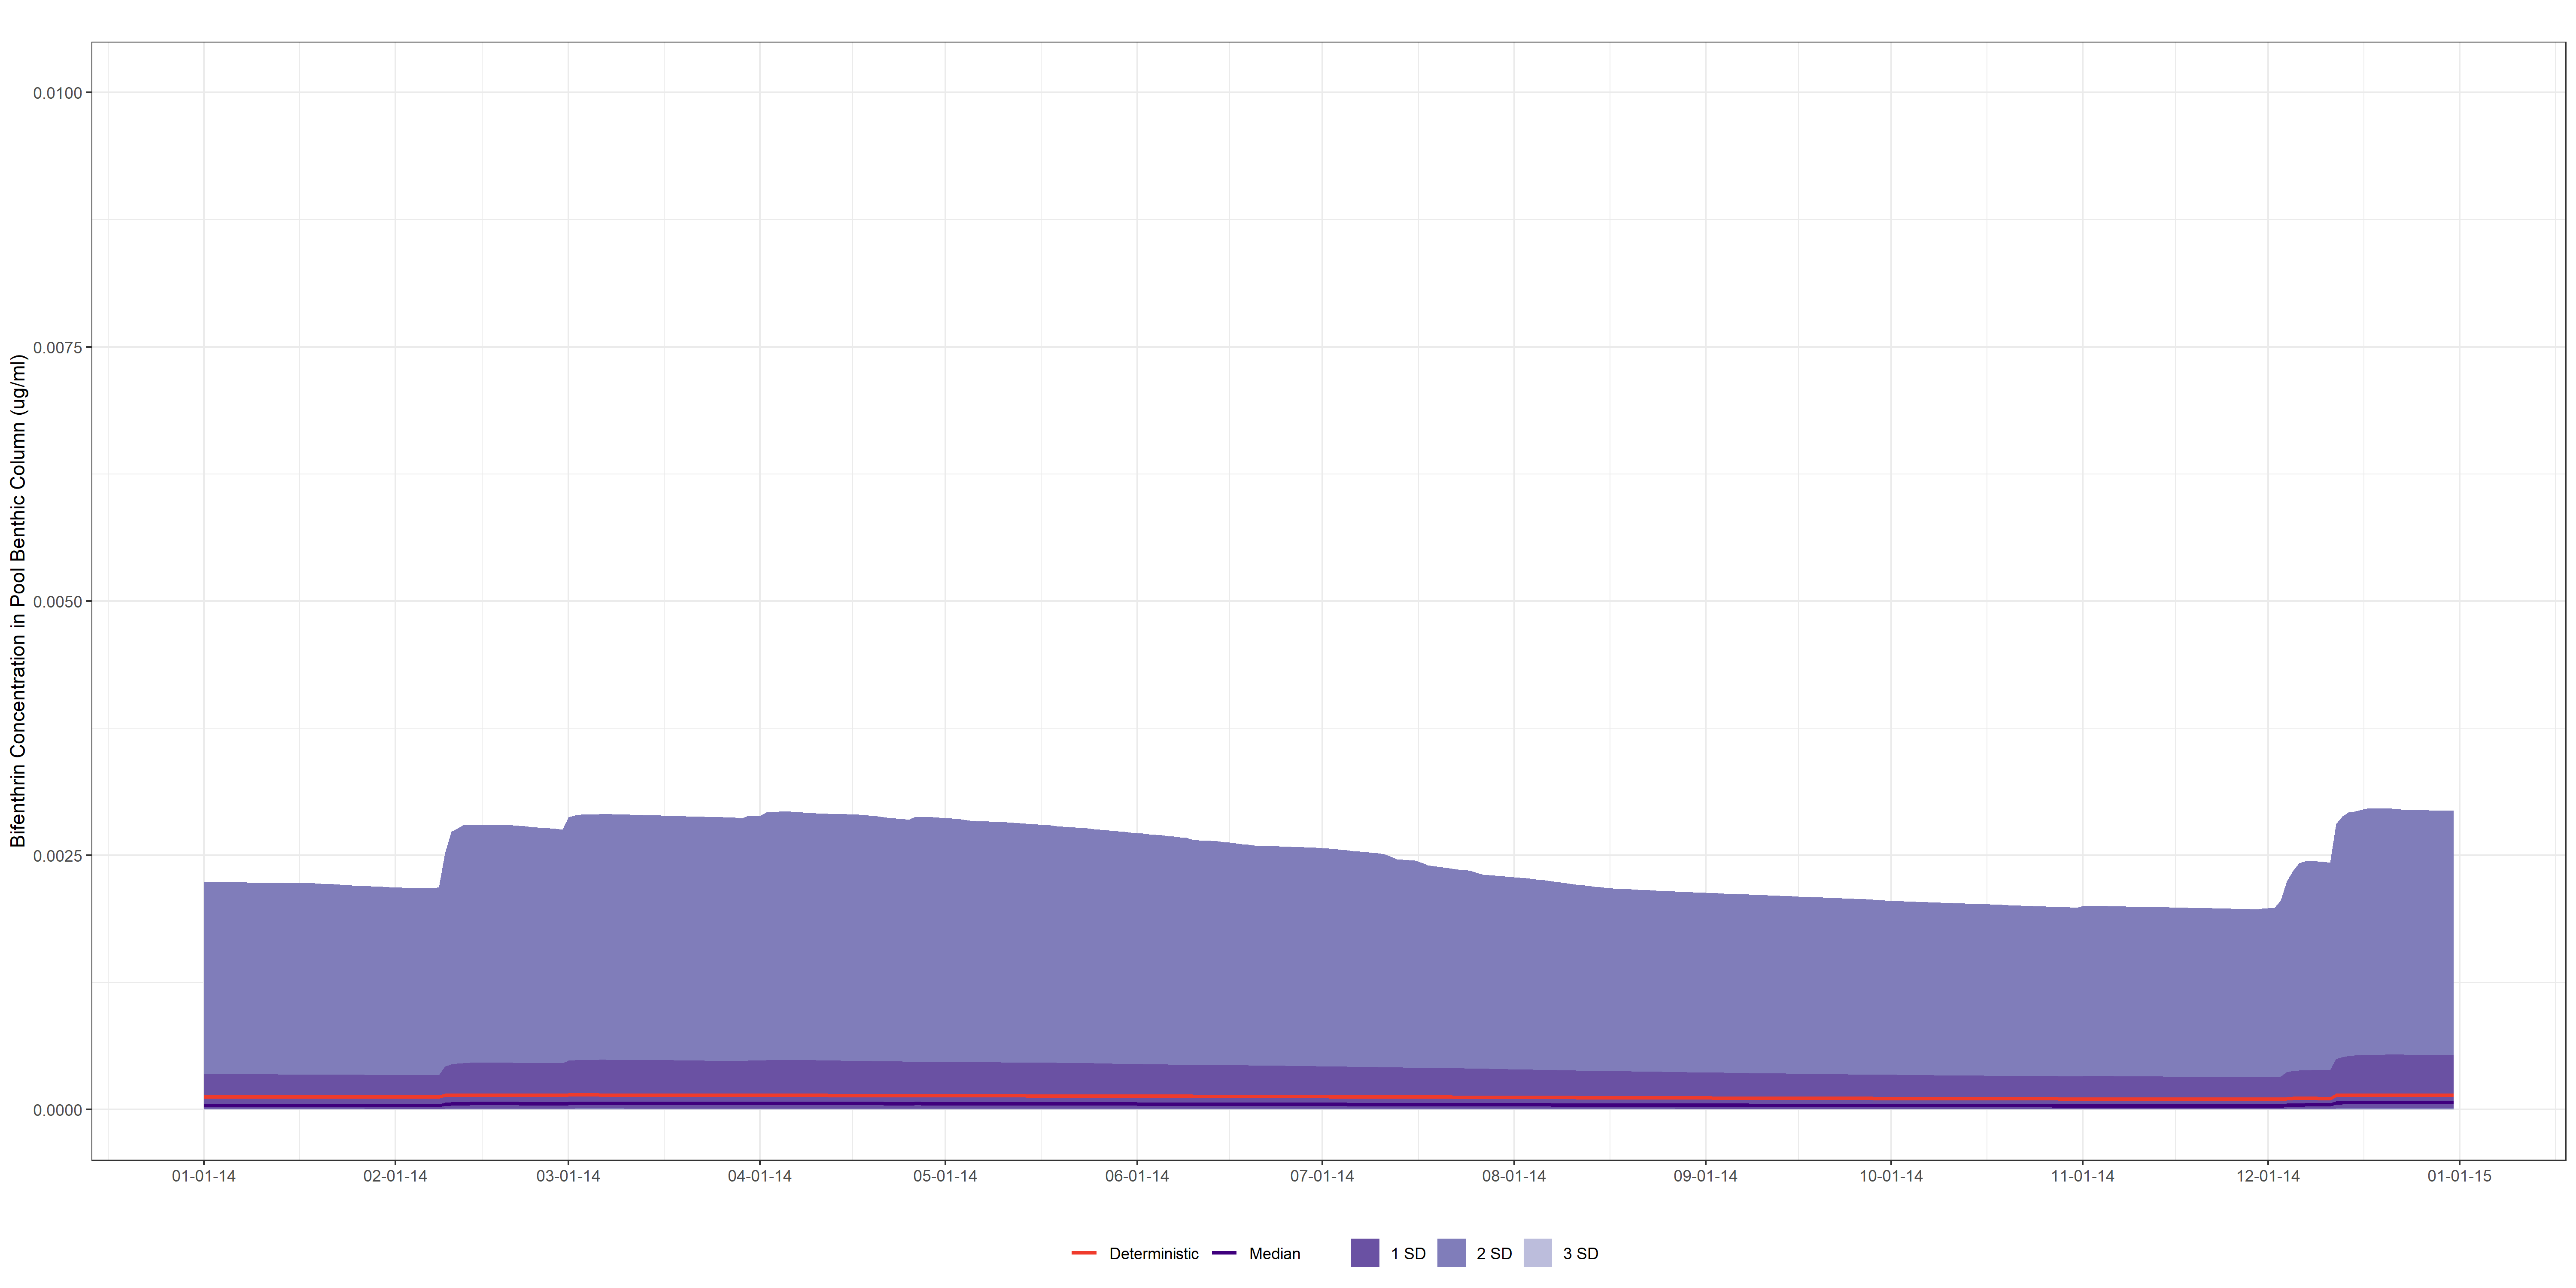 Bifenthrin Concentration in Pool Benthic Column (ug/ml)
0.0100
0.0075
0.0050
0.0025
0.0000
01-01-14 02-01-14 03-01-14 04-01-14 05-01-14 06-01-14 07-01-14 08-01-14 09-01-14 10-01-14 11-01-14 12-01-14 01-01-15
Deterministic Median 1 SD 2 SD 3 SD